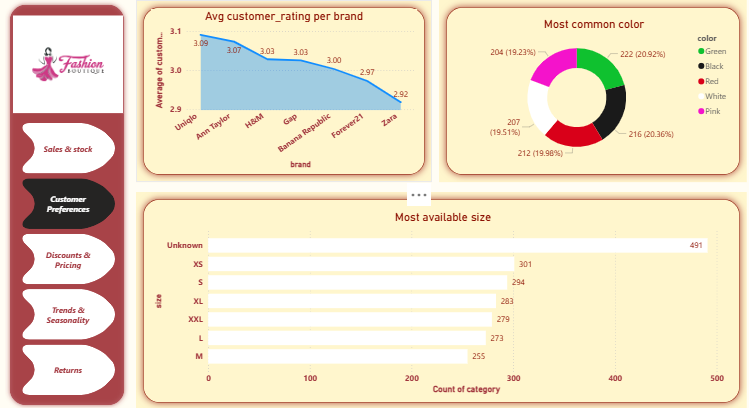 Fashion
BOUTIQUE
Sales & stock
Customer
Preferences
Discounts &
Pricing
Trends &
Seasonality
Returns
Avg customer_rating per brand
Average of custom...
3.1
3.0
2.9
3.09
3.07
3.03
3.03
3.00
2.97
2.92
Uniqlo
Ann Taylor
H&M
Gap
Banana Republic
Forever21
Zara
brand
Most common color
204 (19.23%)
222 (20.92%)
207
(19.51%)
216 (20.36%)
212 (19.98%)
color
Green
Black
Red
White
Pink
Most available size
size
Unknown
491
XS
301
S
294
XL
283
XXL
279
L
273
M
255
0
100
200
300
400
500
Count of category